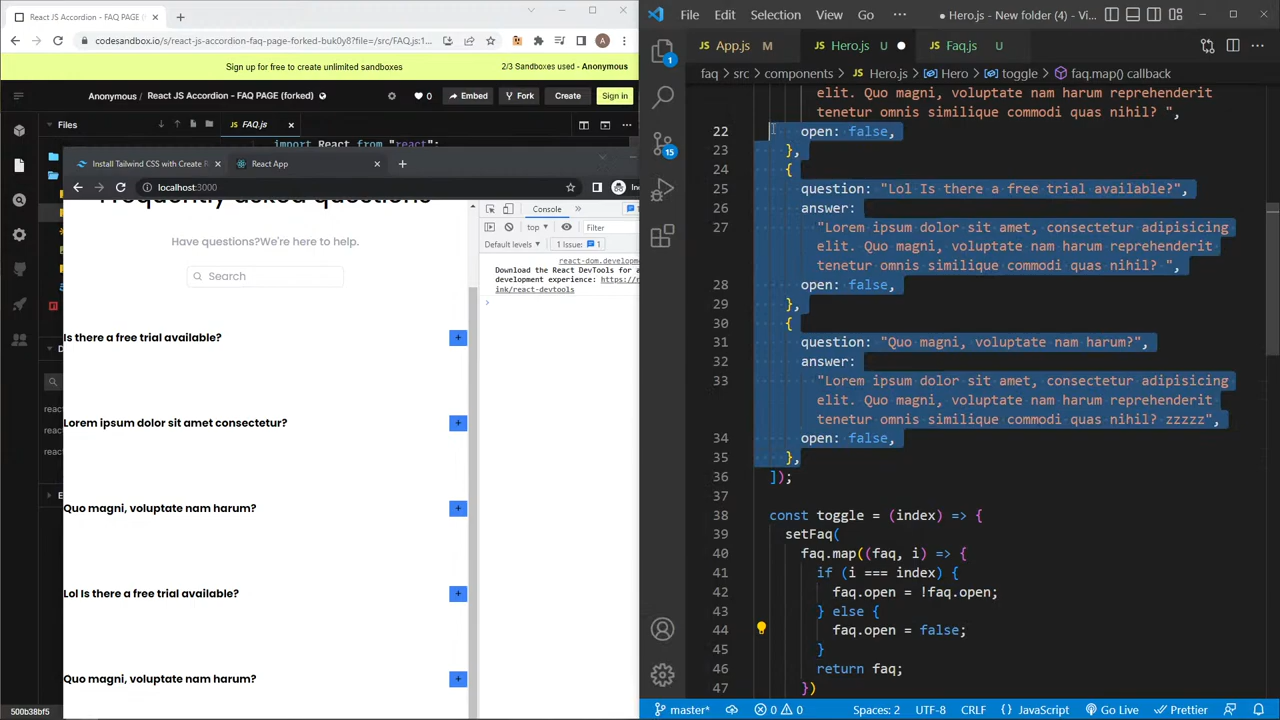 React JS Accordion - FAQ PAGE (f
codesandbox.io/s/react-js-accordion-faq-page-forked-buk0y8?file=/src/FAQ.js:1...
Sign up for free to create unlimited sandboxes
2/3 Sandboxes used - Anonymous
Anonymous / React JS Accordion - FAQ PAGE (forked)
0
Embed
Fork
Create
Sign in
Files
FAQ.js
import React from "react";
Install Tailwind CSS with Create R
React App
localhost:3000
Frequently asked questions
Have questions?We're here to help.
Search
Is there a free trial available?
+
Lorem ipsum dolor sit amet consectetur?
+
Quo magni, voluptate nam harum?
+
Lol Is there a free trial available?
+
Quo magni, voluptate nam harum?
+
500b38bf5
Console
top
Filter
Default levels
1 Issue:
1
react-dom.developme
Download the React DevTools for a
development experience: https://r
ink/react-devtools
File
Edit
Selection
View
Go
Hero.js - New folder (4) - Vi...
App.js M
Hero.js U
Faq.js U
faq > src > components > Hero.js > Hero > toggle > faq.map() callback
elit. Quo magni, voluptate nam harum reprehenderit
tenetur omnis similique commodi quas nihil? ",
22 open: false,
23 },
24 {
25 question: "Lol Is there a free trial available?",
26 answer:
27 "Lorem ipsum dolor sit amet, consectetur adipisicing
elit. Quo magni, voluptate nam harum reprehenderit
tenetur omnis similique commodi quas nihil? ",
28 open: false,
29 },
30 {
31 question: "Quo magni, voluptate nam harum?",
32 answer:
33 "Lorem ipsum dolor sit amet, consectetur adipisicing
elit. Quo magni, voluptate nam harum reprehenderit
tenetur omnis similique commodi quas nihil? zzzzz",
34 open: false,
35 },
36 ]);
37
38 const toggle = (index) => {
39 setFaq(
40 faq.map((faq, i) => {
41 if (i === index) {
42 faq.open = !faq.open;
43 } else {
44 faq.open = false;
45 }
46 return faq;
47 })
1
15
master*
0
0
Spaces: 2
UTF-8
CRLF
JavaScript
Go Live
Prettier